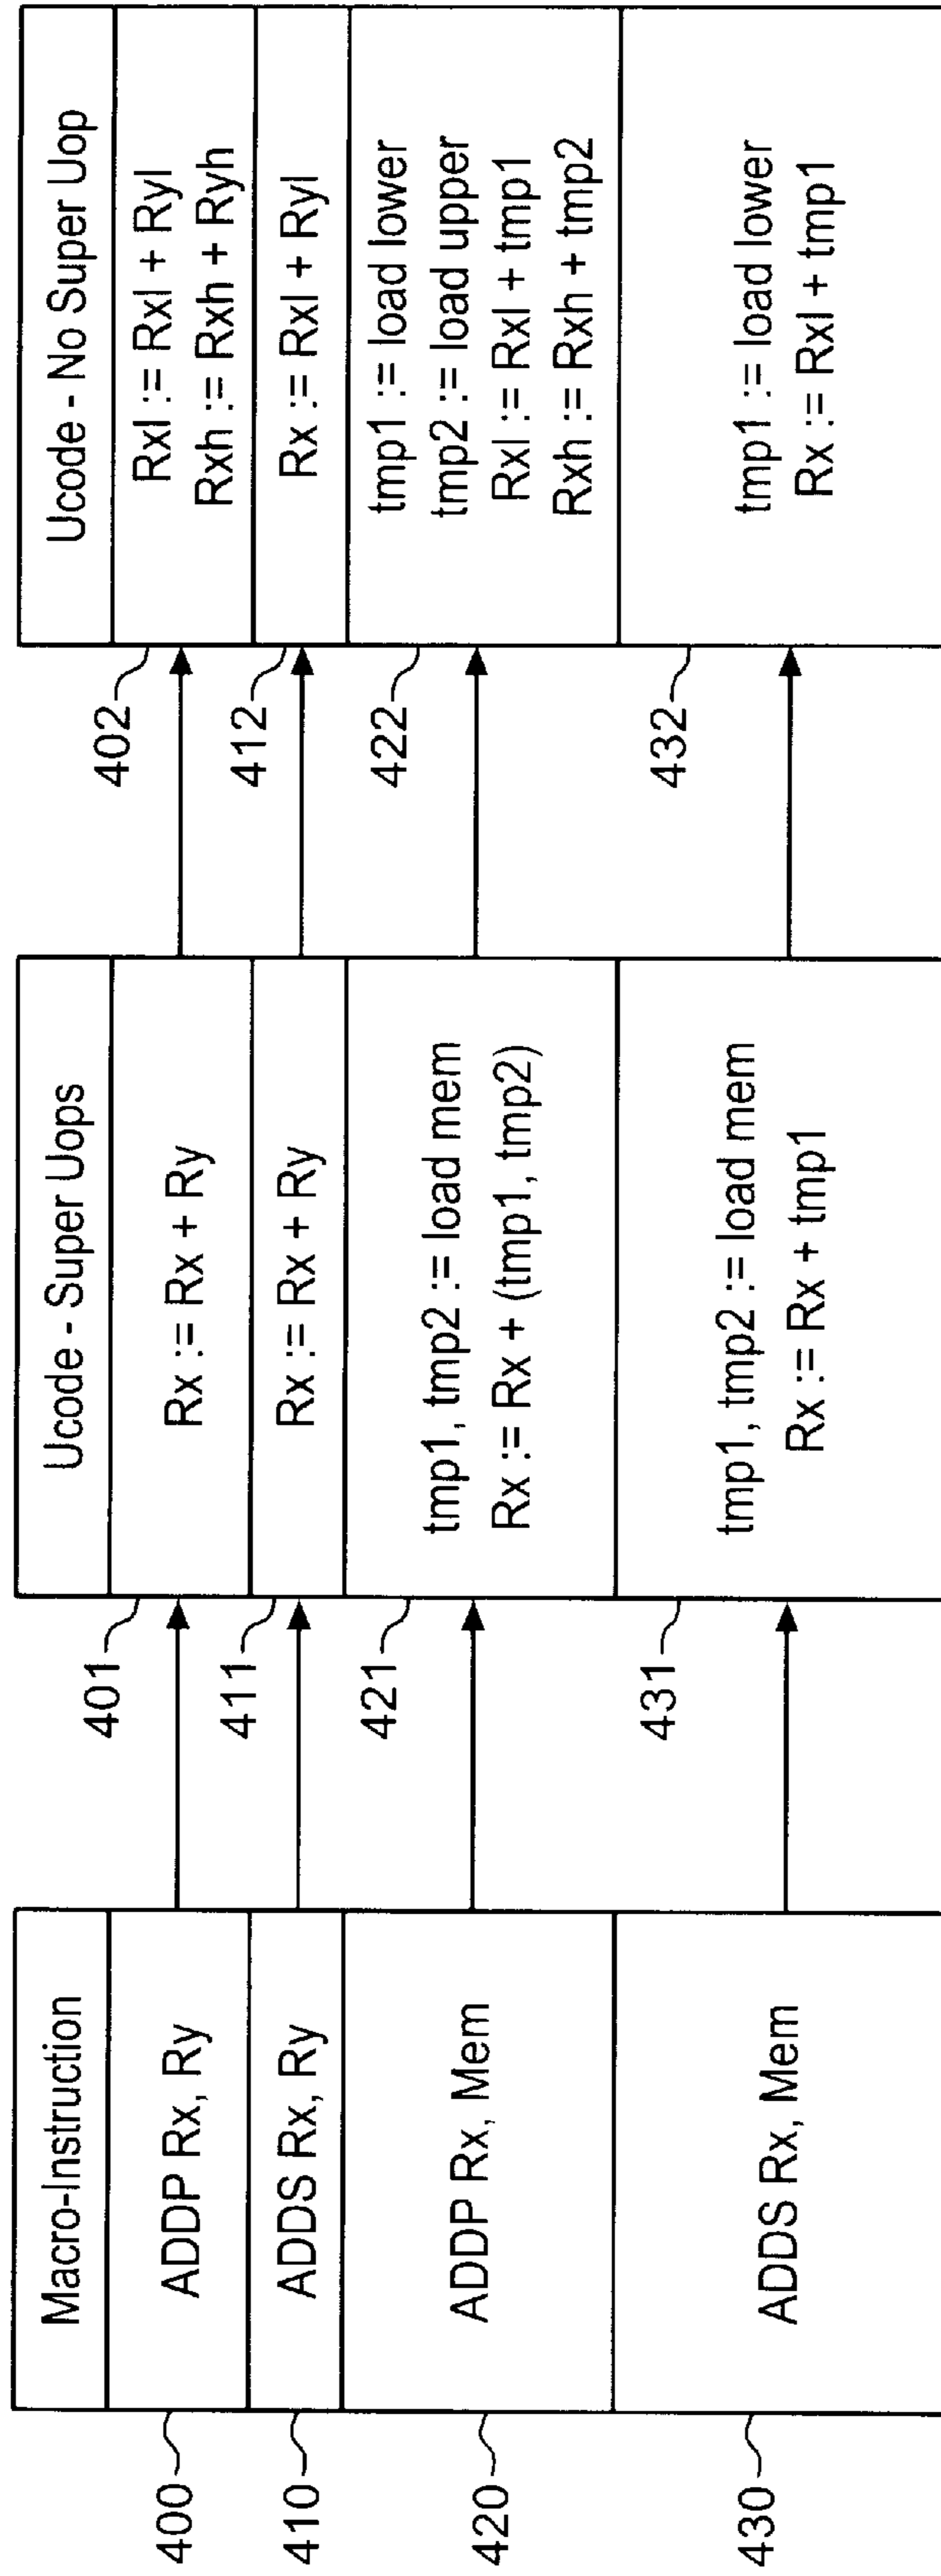 Macro-Instruction
400
ADDP Rx, Ry
410
ADDS Rx, Ry
420
ADDP Rx, Mem
430
ADDS Rx, Mem
Ucode - Super Uops
401
Rx := Rx + Ry
411
Rx := Rx + Ry
421
tmp1, tmp2 := load mem
Rx := Rx + (tmp1, tmp2)
431
tmp1, tmp2 := load mem
Rx := Rx + tmp1
Ucode - No Super Uop
402
Rxl := Rxl + Ryl
Rxh := Rxh + Ryh
412
Rx := Rxl + Ryl
422
tmp1 := load lower
tmp2 := load upper
Rxl := Rxl + tmp1
Rxh := Rxh + tmp2
432
tmp1 := load lower
Rx := Rxl + tmp1